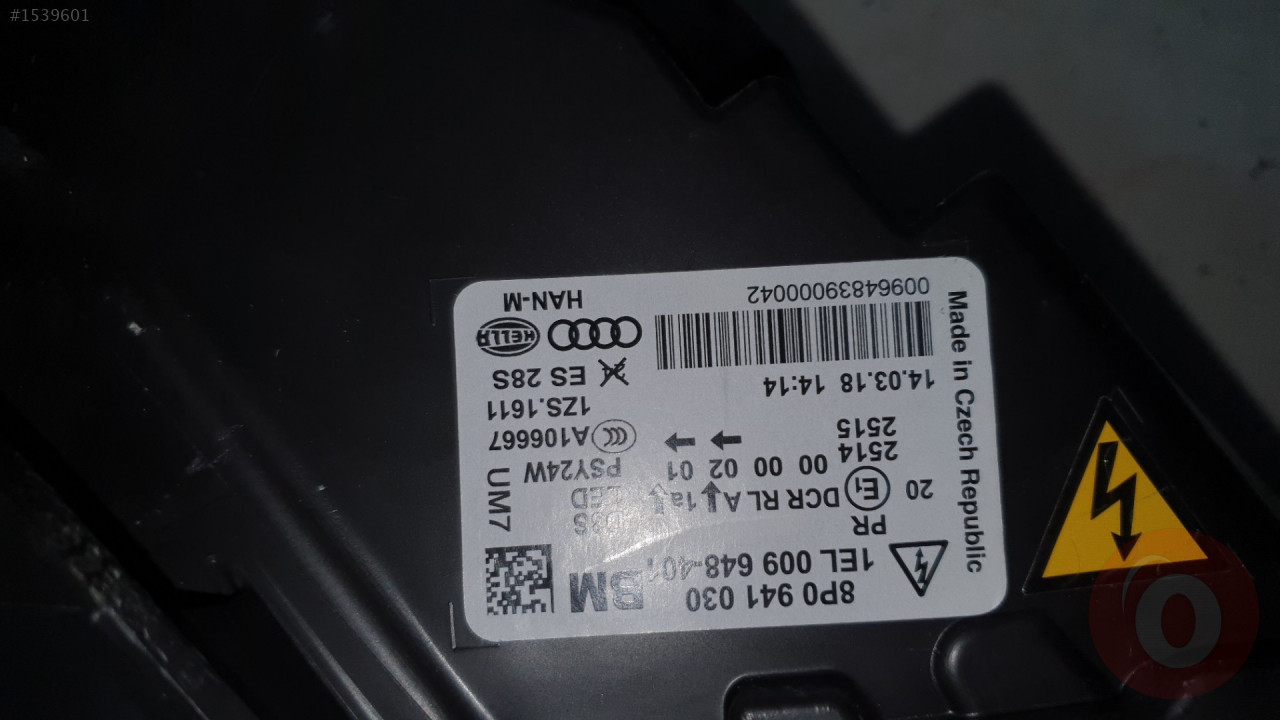 #1539601
8P0 941 030 BM
1EL 009 648-401
PR
20 E1 DCR RL A 1a LED
2514 00 00 02 01 PSY24W
2515
UM7
CCC A106667
1ZS.1611
14.03.18 14:14
ES 28S
HELLA
00964839000042
HAN-M
Made in Czech Republic
O